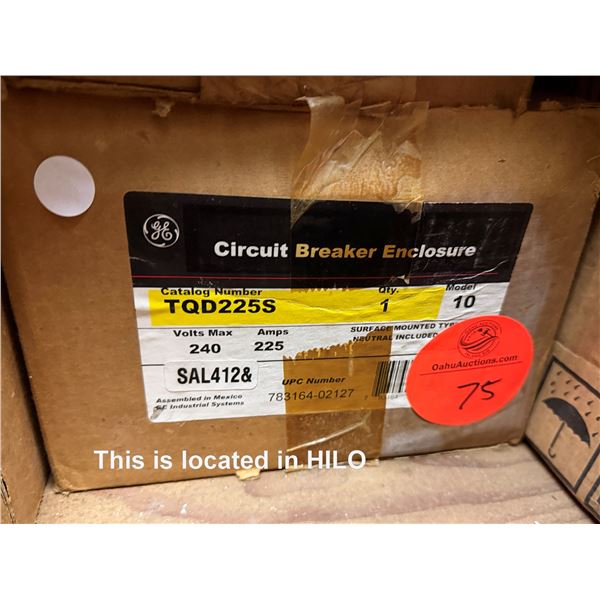 GE
Circuit Breaker Enclosure
Catalog Number Qty. Model
TQD225S 1 10
Volts Max Amps SURFACE MOUNTED
240 225 NEUTRAL INCLUDED
SAL412&
UPC Number
783164-02127
Assembled in Mexico
GE Industrial Systems
OahuAuctions.com
75
This is located in HILO